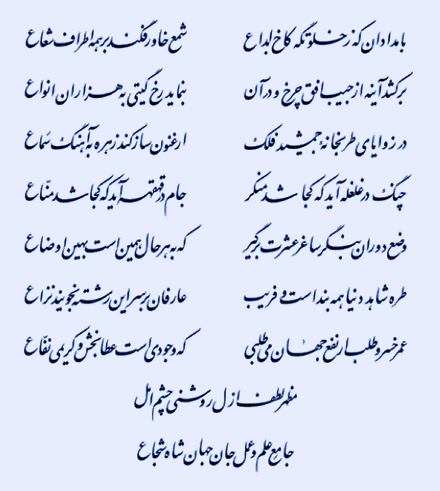 بامدادان که ز خلوتگه کاخ ابداع شمع خاور فکند بر همه اطراف شعاع
برکشد آینه از جیب افق چرخ و در آن بنماید رخ گیتی به هزاران انواع
در زوایای طربخانه جمشید فلک ارغنون ساز کند زهره به آهنگ سماع
چنگ در غلغله آید که کجا شد منکر جام در قهقهه آید که کجا شد مناع
وضع دوران بنگر ساغر عشرت برگیر که به هر حال همین است بهین اوضاع
طره شاهد دنیا همه بند است و فریب عارفان بر سر این رشته نجویند نزاع
عمر خسرو طلب ار نفع جهان می‌طلبی که وجودی است عطابخش و کریمی نفاع
مظهر لطف ازل روشنی چشم امل
جامع علم و عمل جان جهان شاه شجاع